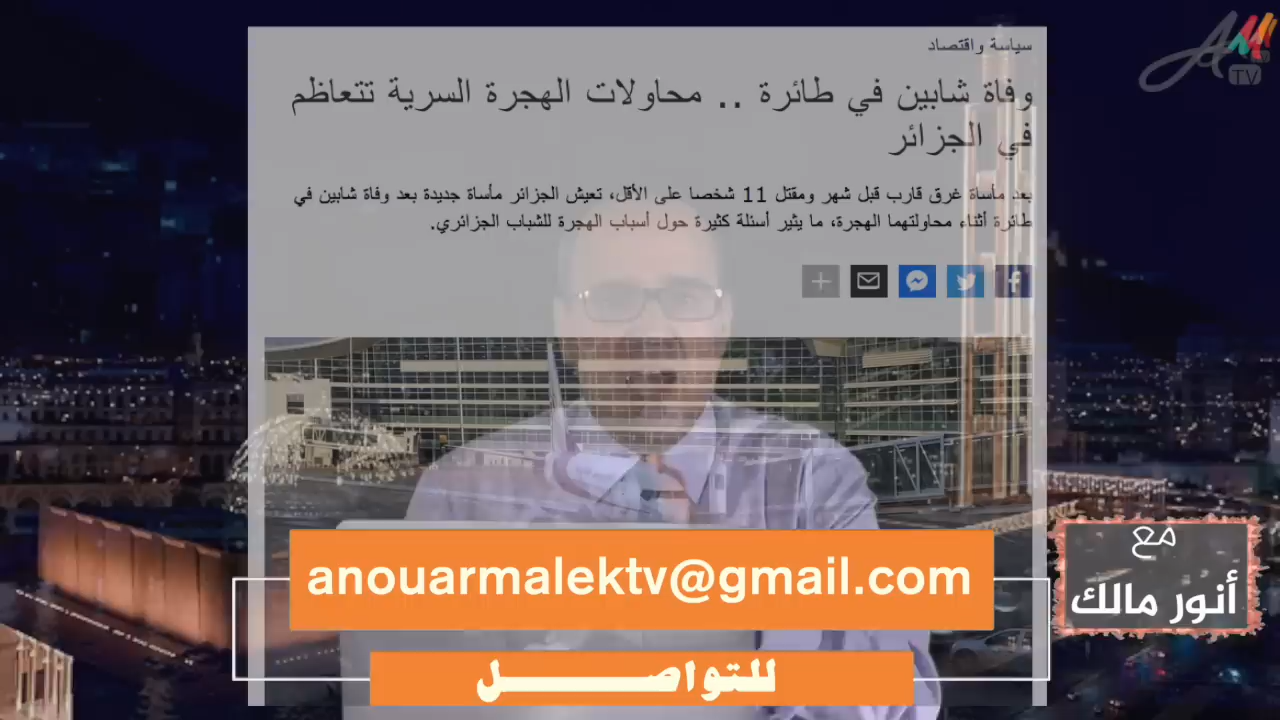 سياسة واقتصاد
وفاة شابين في طائرة .. محاولات الهجرة السرية تتعاظم
في الجزائر
بعد مأساة غرق قارب قبل شهر ومقتل 11 شخصا على الأقل، تعيش الجزائر مأساة جديدة بعد وفاة شابين في
طائرة أثناء محاولتهما الهجرة، ما يثير أسئلة كثيرة حول أسباب الهجرة للشباب الجزائري.
anouarmalektv@gmail.com
للتواصـــــــل
مع
أنور مالك
TV